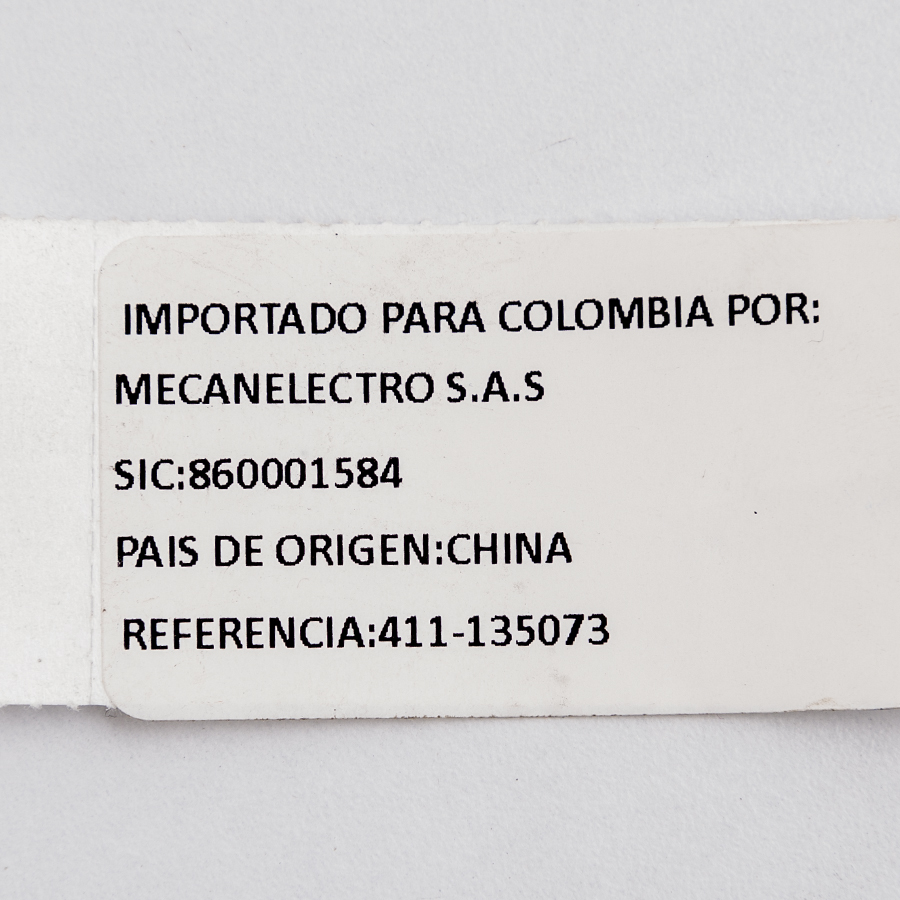 IMPORTADO PARA COLOMBIA POR:
MECANELECTRO S.A.S
SIC:860001584
PAIS DE ORIGEN:CHINA
REFERENCIA:411-135073